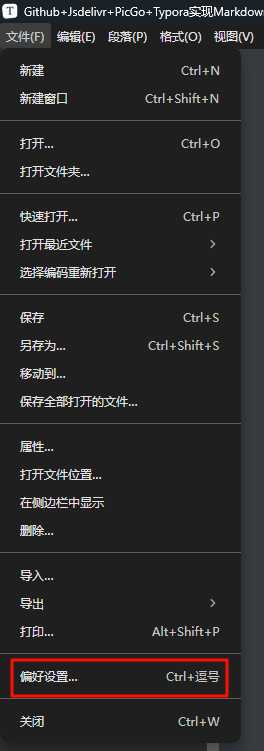 T Github+Jsdelivr+PicGo+Typora实现Markdown
文件(F) 编辑(E) 段落(P) 格式(O) 视图(V)
新建 Ctrl+N
新建窗口 Ctrl+Shift+N
打开... Ctrl+O
打开文件夹...
快速打开... Ctrl+P
打开最近文件
选择编码重新打开
保存 Ctrl+S
另存为... Ctrl+Shift+S
移动到...
保存全部打开的文件...
属性...
打开文件位置...
在侧边栏中显示
删除...
导入...
导出
打印... Alt+Shift+P
偏好设置... Ctrl+逗号
关闭 Ctrl+W